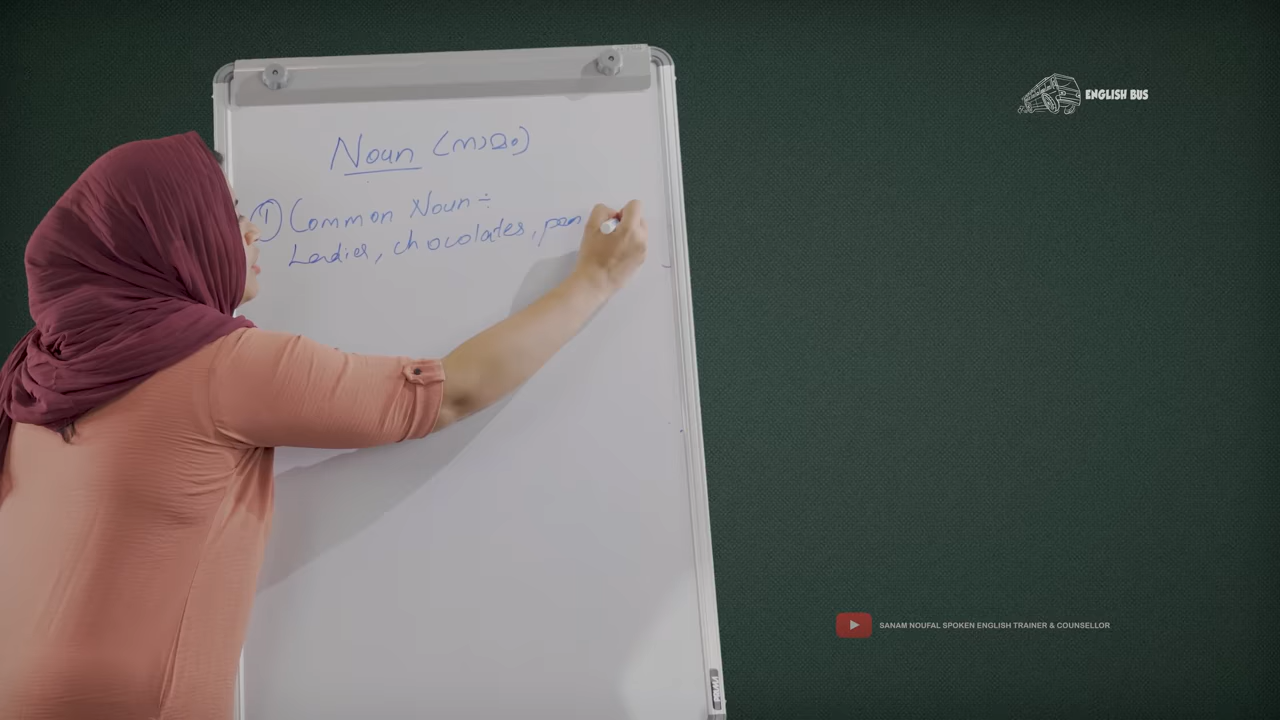 Noun (നാമം)
① Common Noun ÷
Ladies, chocolates, pen
ENGLISH BUS
SANAM NOUFAL SPOKEN ENGLISH TRAINER & COUNSELLOR